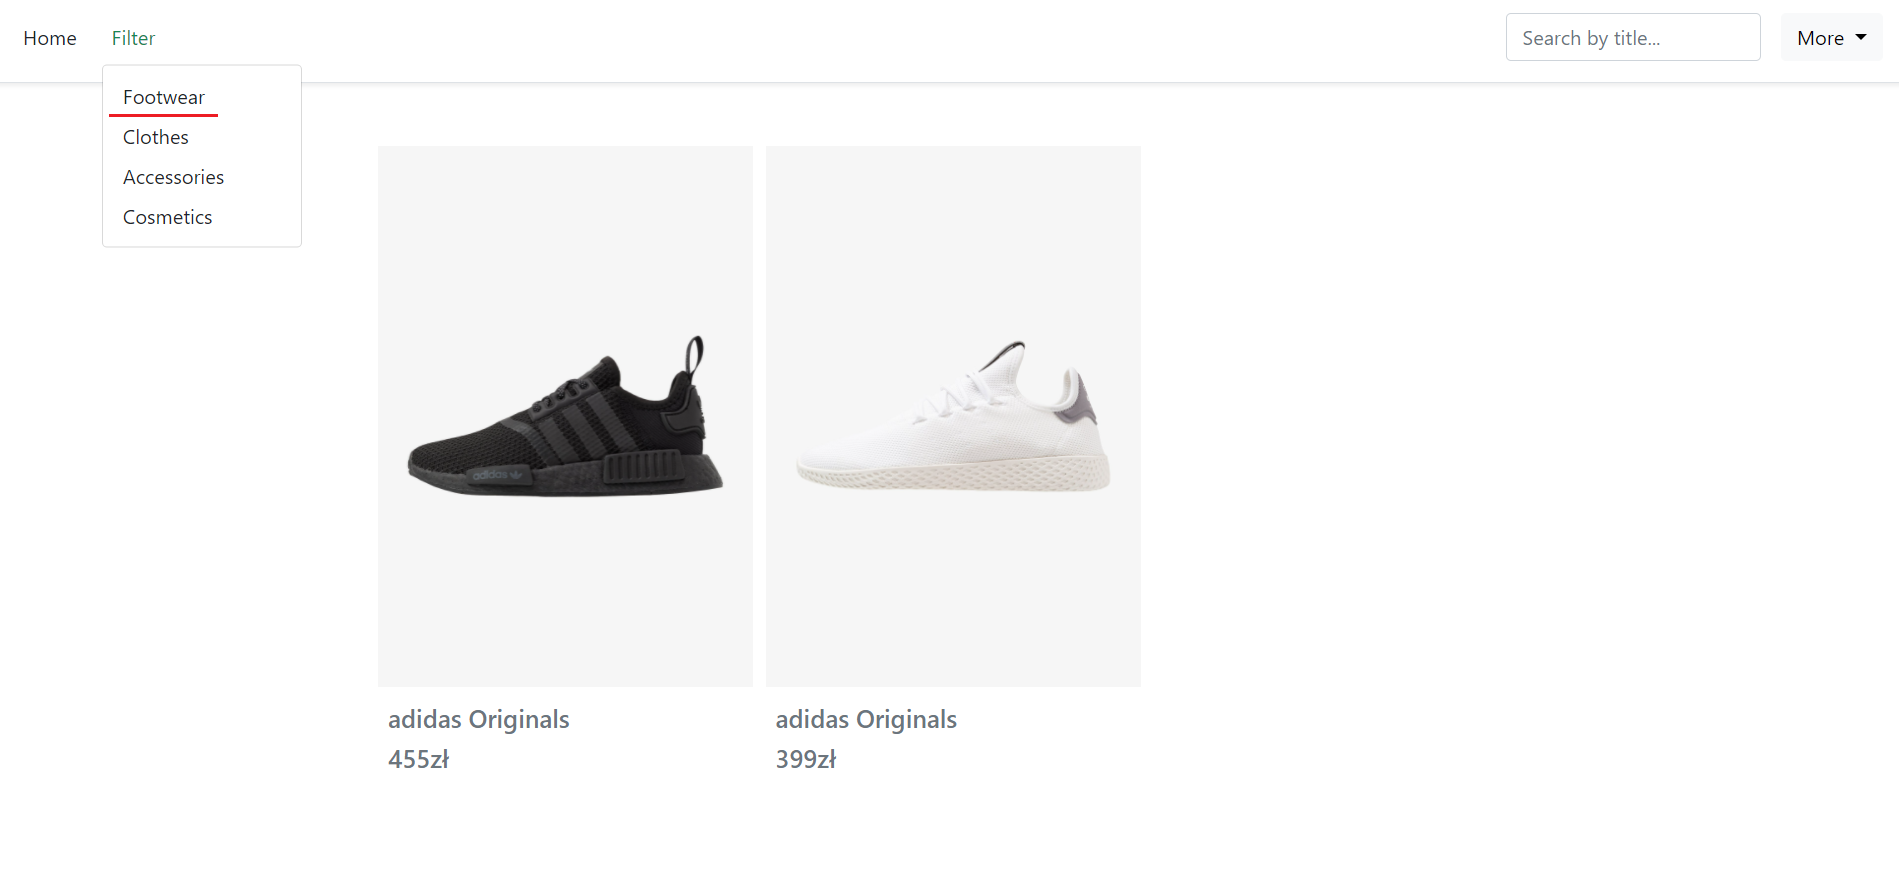 Home Filter Search by title... More
Footwear
Clothes
Accessories
Cosmetics
adidas
adidas Originals
455zł
adidas Originals
399zł